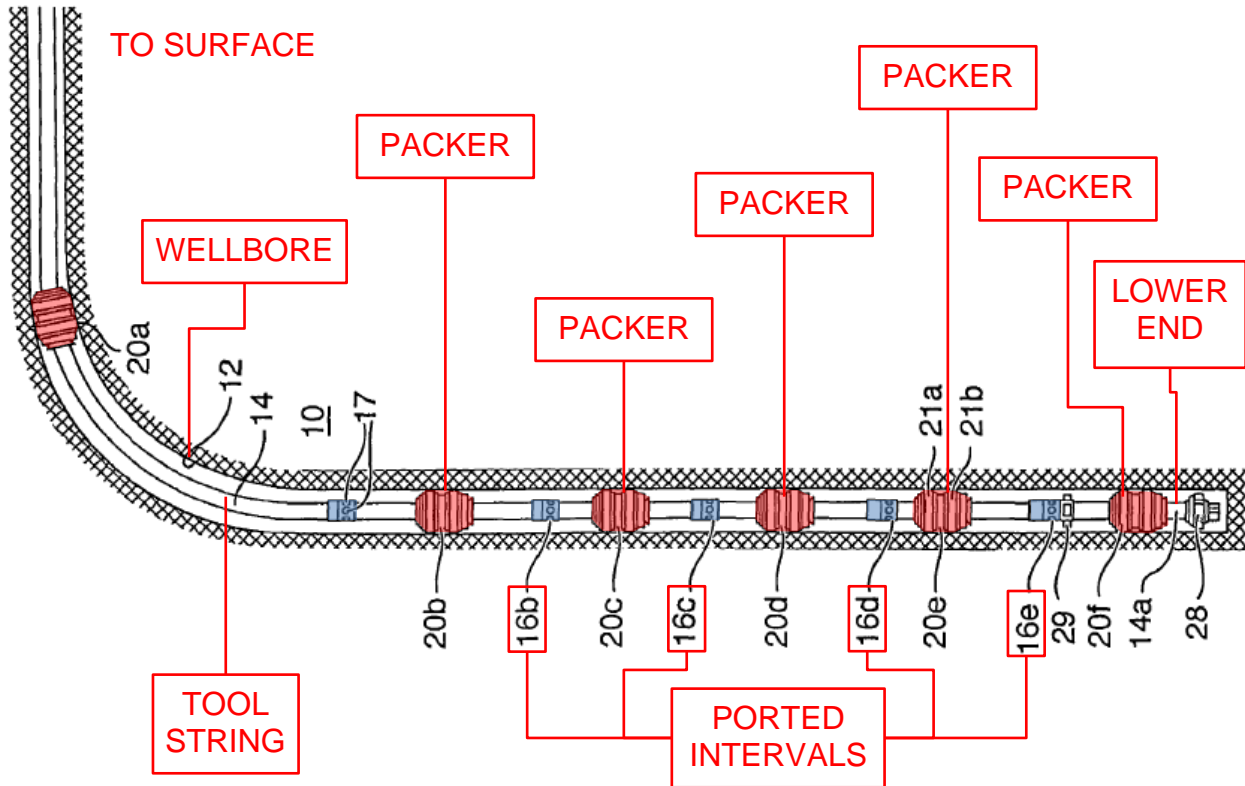 TO SURFACE
PACKER
PACKER
PACKER
PACKER
WELLBORE
LOWER
END
PACKER
20a
12
14
17
10
21a
21b
20b
16b
20c
16c
20d
16d
20e
16e
29
20f
14a
28
TOOL
STRING
PORTED
INTERVALS